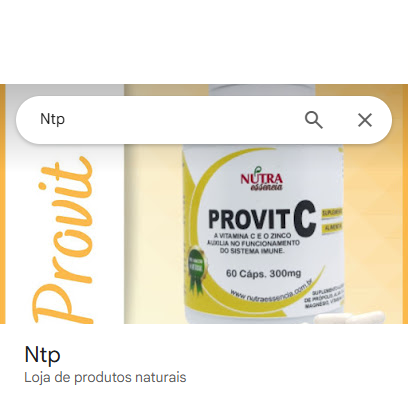 Ntp
Provit
NUTRA
essencia
PROVIT C
SUPLEMENTO
A VITAMINA C E O ZINCO
AUXILIA NO FUNCIONAMENTO
DO SISTEMA IMUNE.
60 Cáps. 300mg
www.nutraessencia.com.br
Ntp
Loja de produtos naturais